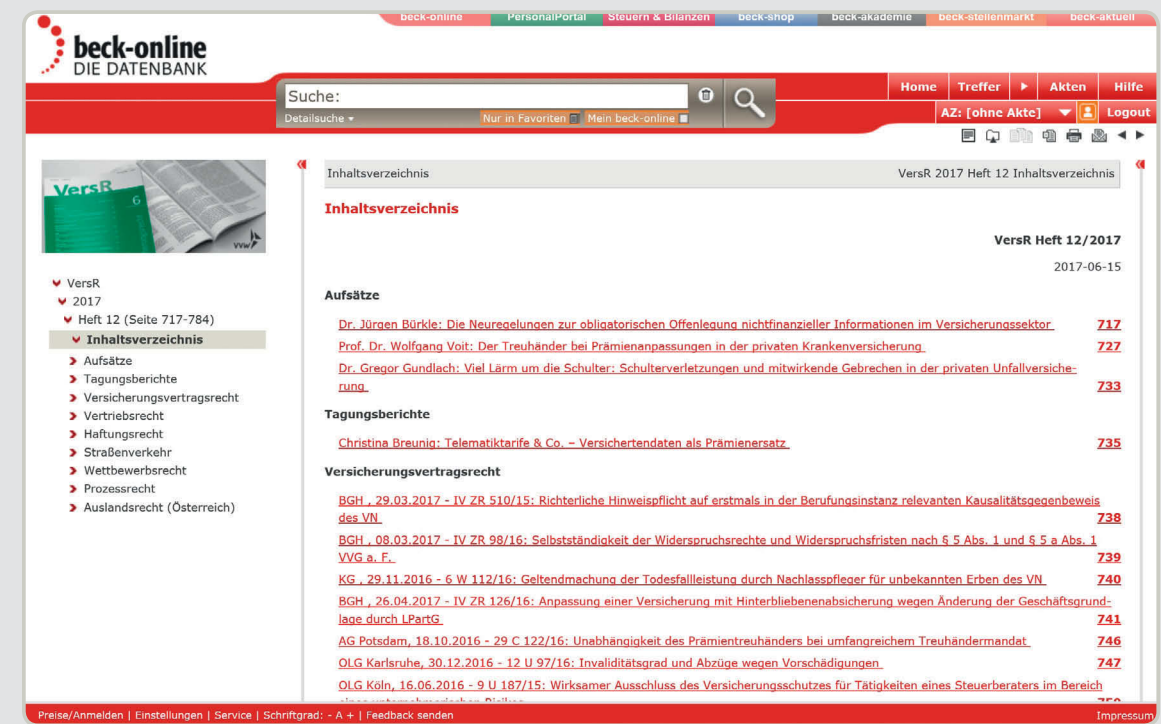 beck-online PersonalPortal Steuern & Bilanzen beck-shop beck-akademie beck-stellenmarkt beck-aktuell
beck-online
DIE DATENBANK
Home Treffer Akten Hilfe
Suche:
Detailsuche Nur in Favoriten Mein beck-online
AZ: [ohne Akte] Logout
VersR
6
VVW
VersR
2017
Heft 12 (Seite 717-784)
Inhaltsverzeichnis
Aufsätze
Tagungsberichte
Versicherungsvertragsrecht
Vertriebsrecht
Haftungsrecht
Straßenverkehr
Wettbewerbsrecht
Prozessrecht
Auslandsrecht (Österreich)
Inhaltsverzeichnis VersR 2017 Heft 12 Inhaltsverzeichnis
Inhaltsverzeichnis
VersR Heft 12/2017
2017-06-15
Aufsätze
Dr. Jürgen Bürkle: Die Neuregelungen zur obligatorischen Offenlegung nichtfinanzieller Informationen im Versicherungssektor 717
Prof. Dr. Wolfgang Voit: Der Treuhänder bei Prämienanpassungen in der privaten Krankenversicherung 727
Dr. Gregor Gundlach: Viel Lärm um die Schulter: Schulterverletzungen und mitwirkende Gebrechen in der privaten Unfallversiche-
rung 733
Tagungsberichte
Christina Breunig: Telematiktarife & Co. – Versichertendaten als Prämienersatz 735
Versicherungsvertragsrecht
BGH , 29.03.2017 - IV ZR 510/15: Richterliche Hinweispflicht auf erstmals in der Berufungsinstanz relevanten Kausalitätsgegenbeweis
des VN 738
BGH , 08.03.2017 - IV ZR 98/16: Selbstständigkeit der Widerspruchsrechte und Widerspruchsfristen nach § 5 Abs. 1 und § 5 a Abs. 1
VVG a. F. 739
KG , 29.11.2016 - 6 W 112/16: Geltendmachung der Todesfallleistung durch Nachlasspfleger für unbekannten Erben des VN 740
BGH , 26.04.2017 - IV ZR 126/16: Anpassung einer Versicherung mit Hinterbliebenenabsicherung wegen Änderung der Geschäftsgrund-
lage durch LPartG 741
AG Potsdam, 18.10.2016 - 29 C 122/16: Unabhängigkeit des Prämientreuhänders bei umfangreichem Treuhändermandat 746
OLG Karlsruhe, 30.12.2016 - 12 U 97/16: Invaliditätsgrad und Abzüge wegen Vorschädigungen 747
OLG Köln, 16.06.2016 - 9 U 187/15: Wirksamer Ausschluss des Versicherungsschutzes für Tätigkeiten eines Steuerberaters im Bereich
Preise/Anmelden | Einstellungen | Service | Schriftgrad: - A + | Feedback senden Impressum